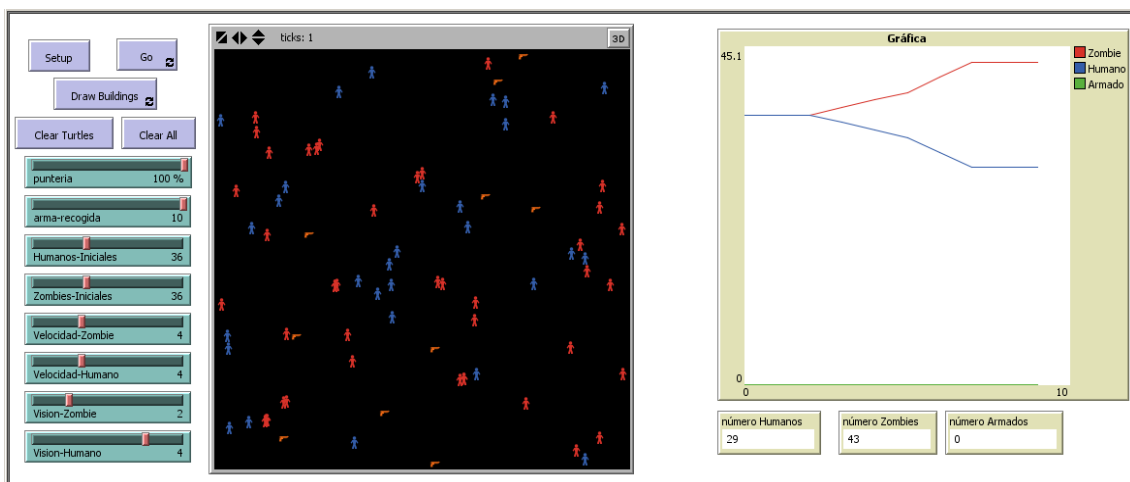 Setup
Go
Draw Buildings
Clear Turtles
Clear All
punteria 100 %
arma-recogida 10
Humanos-Iniciales 36
Zombies-Iniciales 36
Velocidad-Zombie 4
Velocidad-Humano 4
Vision-Zombie 2
Vision-Humano 4
ticks: 1
3D
Gráfica
45.1
0
0
10
Zombie
Humano
Armado
número Humanos
29
número Zombies
43
número Armados
0